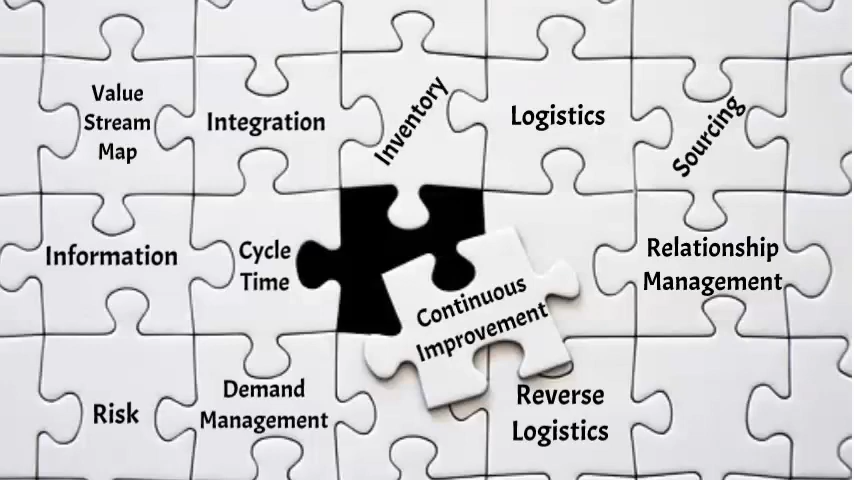 Value
Stream
Map
Integration
Inventory
Logistics
Sourcing
Information
Cycle
Time
Continuous
Improvement
Relationship
Management
Risk
Demand
Management
Reverse
Logistics